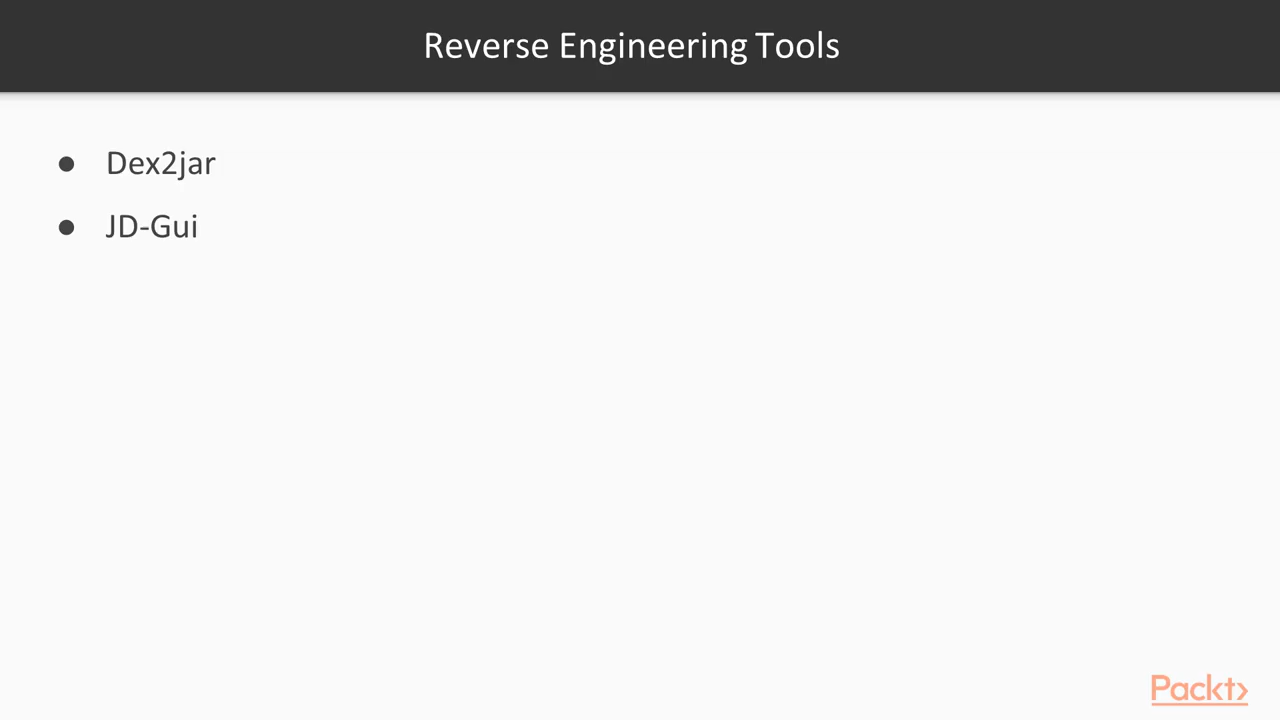 Reverse Engineering Tools
● Dex2jar
● JD-Gui
Packt>